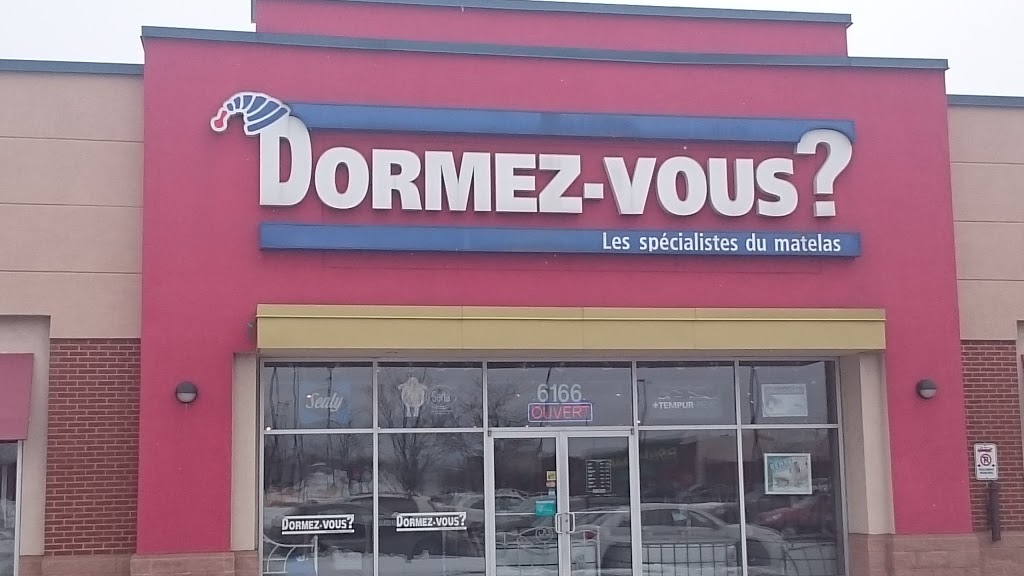 DORMEZ-VOUS?
Les spécialistes du matelas
Sealy
Serta
6166
OUVERT
TEMPUR
DORMEZ-VOUS?
DORMEZ-VOUS?